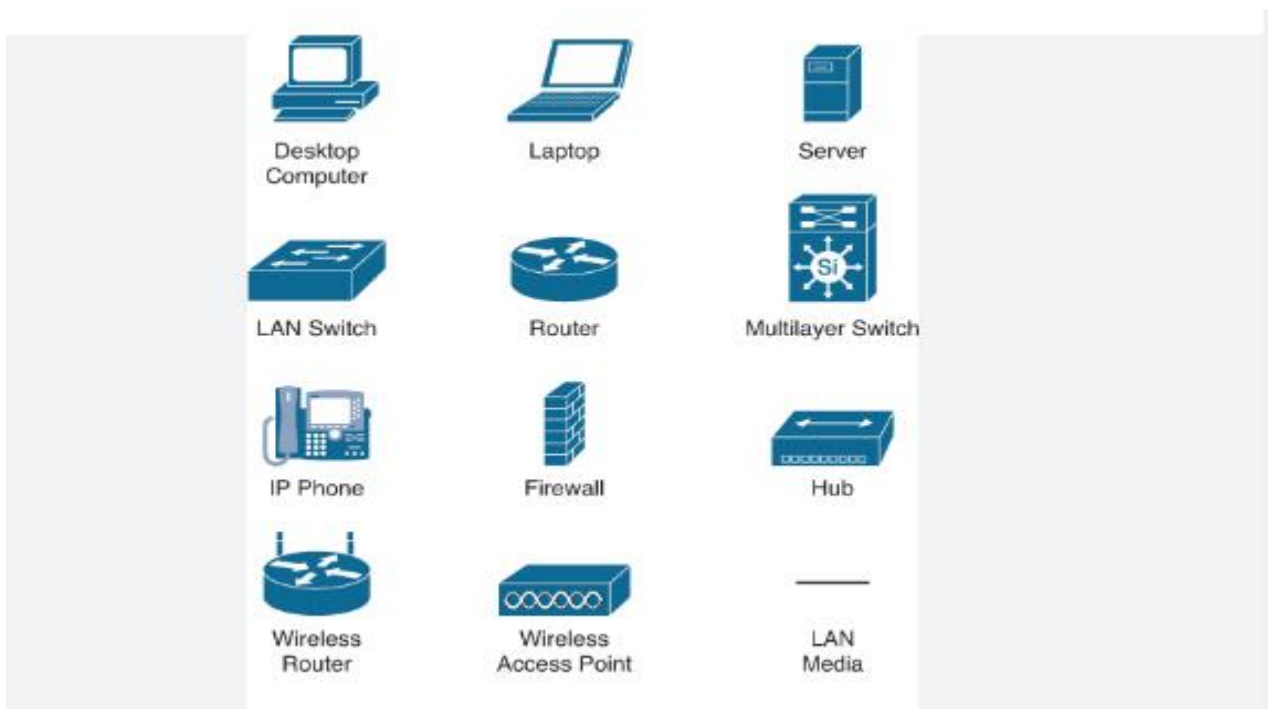 Desktop
Computer
Laptop
Server
LAN Switch
Router
Si
Multilayer Switch
IP Phone
Firewall
Hub
Wireless
Router
Wireless
Access Point
LAN
Media